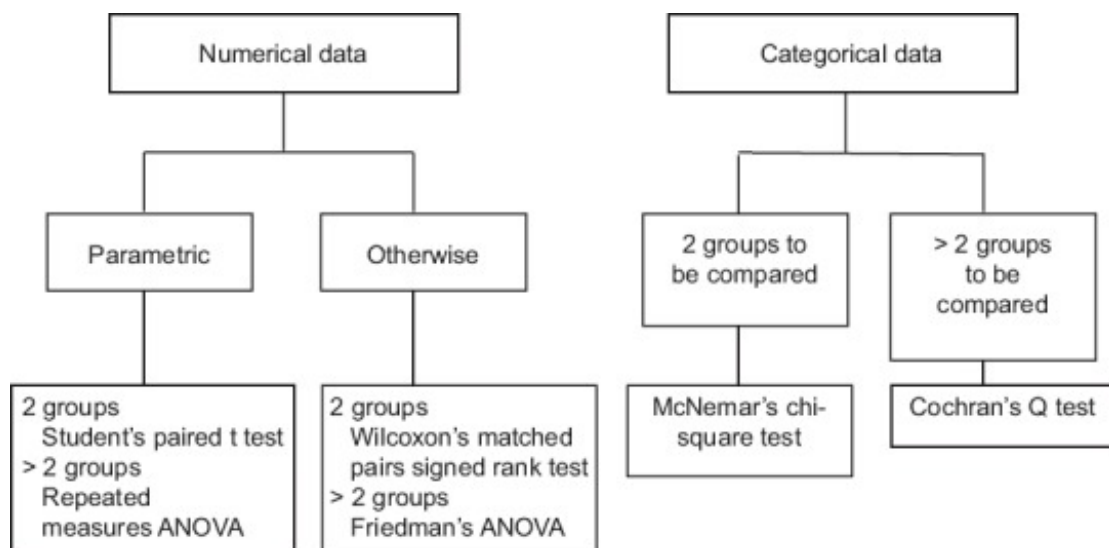 Numerical data
Categorical data
Parametric
Otherwise
2 groups to
be compared
> 2 groups
to be
compared
2 groups
Student's paired t test
> 2 groups
Repeated
measures ANOVA
2 groups
Wilcoxon's matched
pairs signed rank test
> 2 groups
Friedman's ANOVA
McNemar's chi-
square test
Cochran's Q test